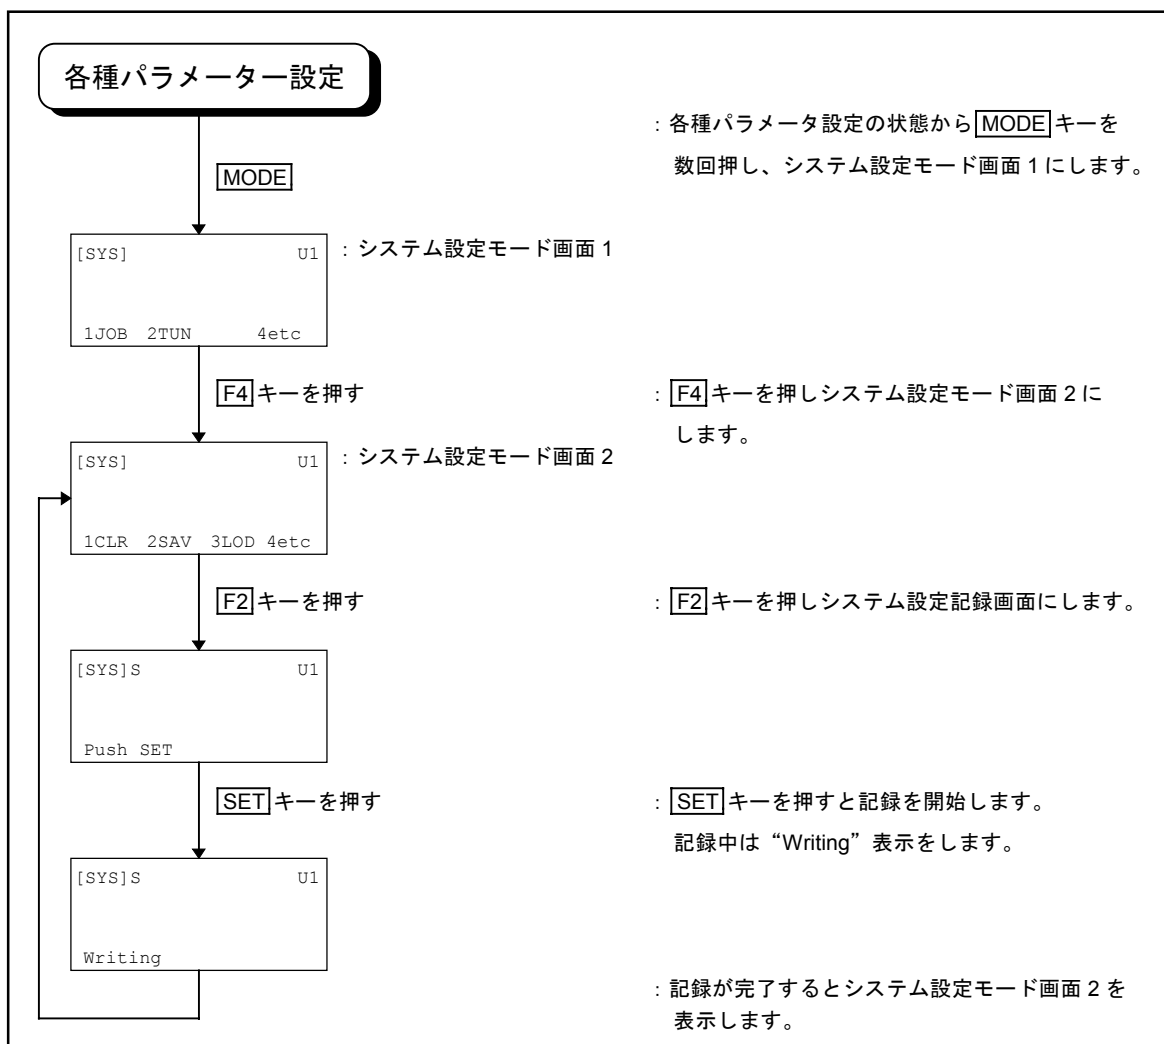 各種パラメーター設定
：各種パラメータ設定の状態からMODEキーを
数回押し、システム設定モード画面1にします。
MODE
[SYS] U1
：システム設定モード画面1
1JOB 2TUN 4etc
F4キーを押す
：F4キーを押しシステム設定モード画面2に
します。
[SYS] U1
：システム設定モード画面2
1CLR 2SAV 3LOD 4etc
F2キーを押す
：F2キーを押しシステム設定記録画面にします。
[SYS]S U1
Push SET
SETキーを押す
：SETキーを押すと記録を開始します。
記録中は“Writing”表示をします。
[SYS]S U1
Writing
：記録が完了するとシステム設定モード画面2を
表示します。